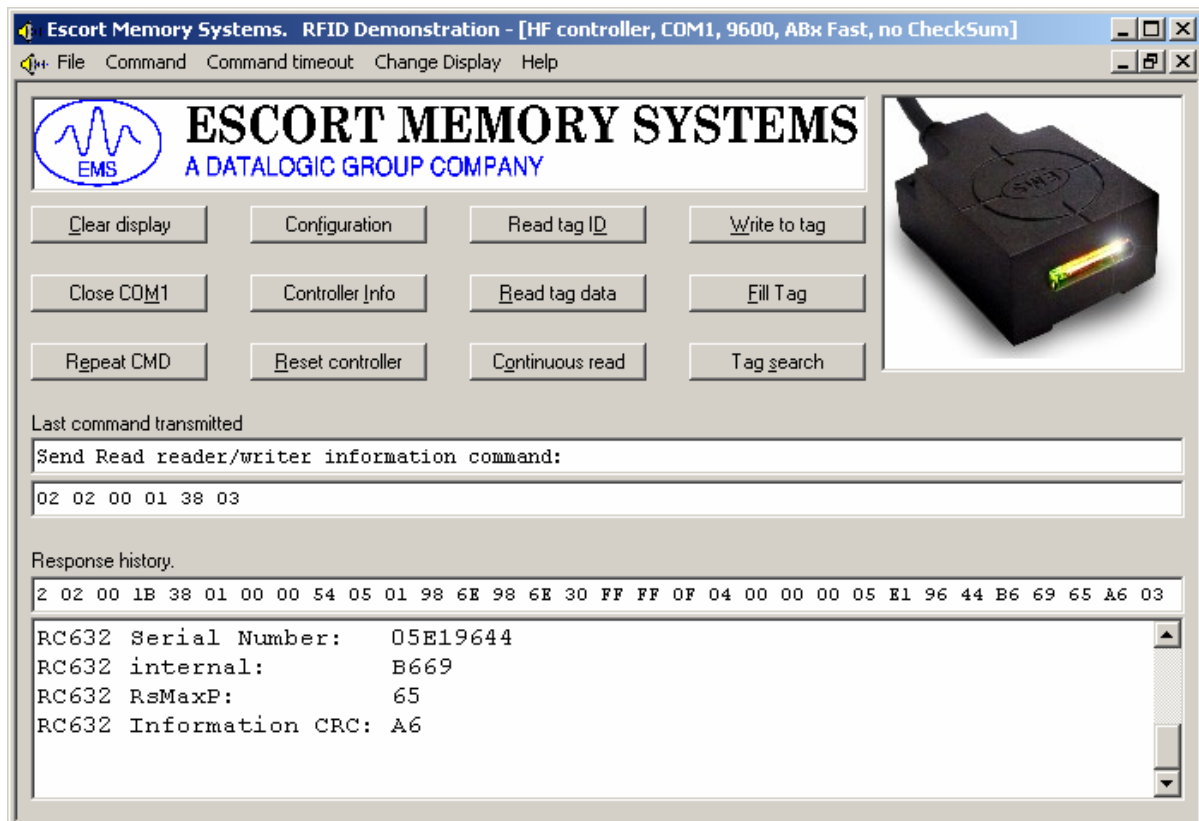 Escort Memory Systems. RFID Demonstration - [HF controller, COM1, 9600, ABx Fast, no CheckSum]
File Command Command timeout Change Display Help
ESCORT MEMORY SYSTEMS
EMS
A DATALOGIC GROUP COMPANY
EMS
Clear display Configuration Read tag ID Write to tag
Close COM1 Controller Info Read tag data Fill Tag
Repeat CMD Reset controller Continuous read Tag search
Last command transmitted
Send Read reader/writer information command:
02 02 00 01 38 03
Response history.
2 02 00 1B 38 01 00 00 54 05 01 98 6E 98 6E 30 FF FF 0F 04 00 00 00 05 E1 96 44 B6 69 65 A6 03
RC632 Serial Number: 05E19644
RC632 internal: B669
RC632 RsMaxP: 65
RC632 Information CRC: A6